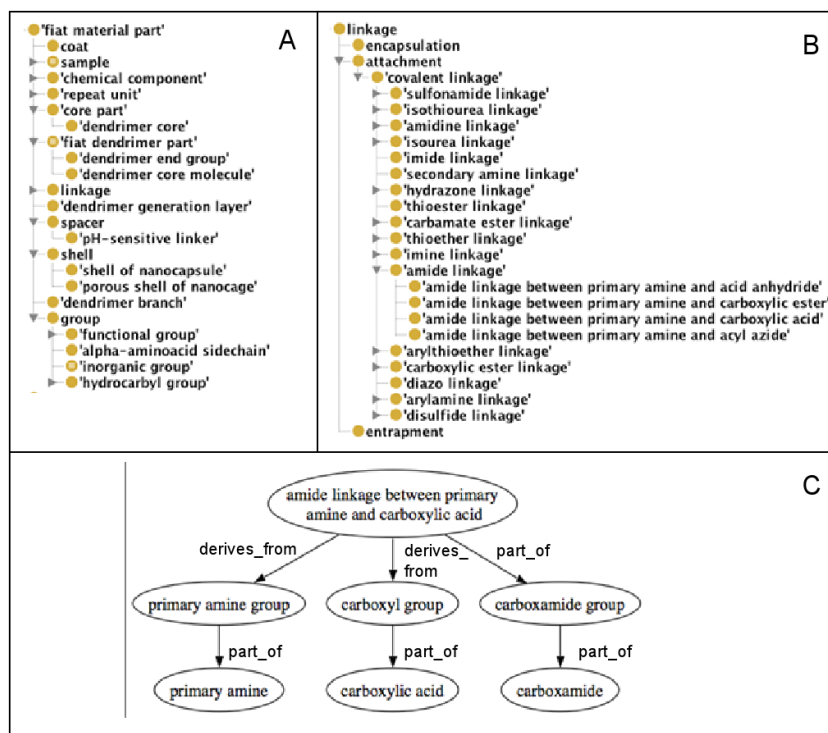 A
'fiat material part'
coat
sample
'chemical component'
'repeat unit'
'core part'
'dendrimer core'
'fiat dendrimer part'
'dendrimer end group'
'dendrimer core molecule'
linkage
'dendrimer generation layer'
spacer
'pH-sensitive linker'
shell
'shell of nanocapsule'
'porous shell of nanocage'
'dendrimer branch'
group
'functional group'
'alpha-aminoacid sidechain'
'inorganic group'
'hydrocarbyl group'
B
linkage
encapsulation
attachment
'covalent linkage'
'sulfonamide linkage'
'isothiourea linkage'
'amidine linkage'
'isourea linkage'
'imide linkage'
'secondary amine linkage'
'hydrazone linkage'
'thioester linkage'
'carbamate ester linkage'
'thioether linkage'
'imine linkage'
'amide linkage'
'amide linkage between primary amine and acid anhydride'
'amide linkage between primary amine and carboxylic ester'
'amide linkage between primary amine and carboxylic acid'
'amide linkage between primary amine and acyl azide'
'arylthioether linkage'
'carboxylic ester linkage'
'diazo linkage'
'arylamine linkage'
'disulfide linkage'
entrapment
C
amide linkage between primary
amine and carboxylic acid
derives_from
derives_
from
part_of
primary amine group
carboxyl group
carboxamide group
part_of
part_of
part_of
primary amine
carboxylic acid
carboxamide